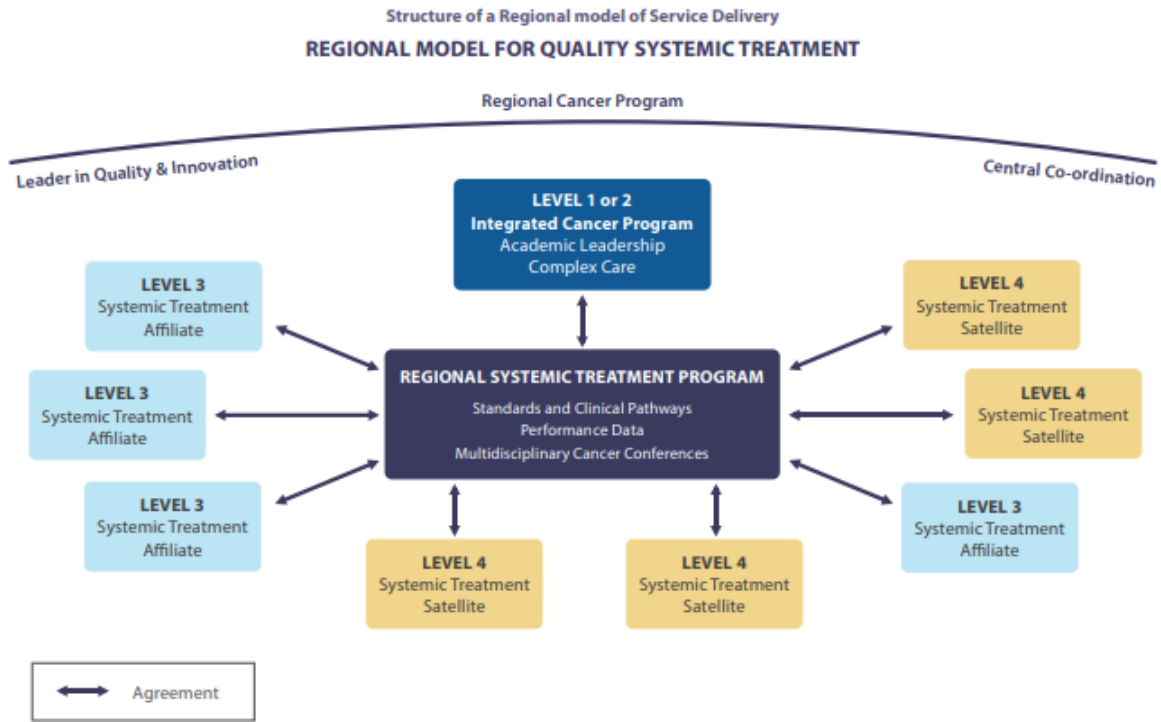 Structure of a Regional model of Service Delivery
REGIONAL MODEL FOR QUALITY SYSTEMIC TREATMENT
Regional Cancer Program
Leader in Quality & Innovation
Central Co-ordination
LEVEL 1 or 2
Integrated Cancer Program
Academic Leadership
Complex Care
LEVEL 3
Systemic Treatment
Affiliate
LEVEL 4
Systemic Treatment
Satellite
LEVEL 3
Systemic Treatment
Affiliate
REGIONAL SYSTEMIC TREATMENT PROGRAM
Standards and Clinical Pathways
Performance Data
Multidisciplinary Cancer Conferences
LEVEL 4
Systemic Treatment
Satellite
LEVEL 3
Systemic Treatment
Affiliate
LEVEL 3
Systemic Treatment
Affiliate
LEVEL 4
Systemic Treatment
Satellite
LEVEL 4
Systemic Treatment
Satellite
Agreement